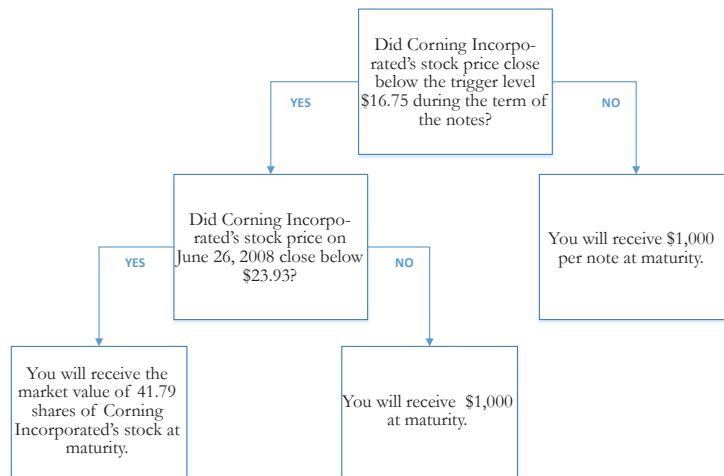 Did Corning Incorpo-
rated's stock price close
below the trigger level
$16.75 during the term of
the notes?
YES
NO
Did Corning Incorpo-
rated's stock price on
June 26, 2008 close below
$23.93?
You will receive $1,000
per note at maturity.
YES
NO
You will receive the
market value of 41.79
shares of Corning
Incorporated's stock at
maturity.
You will receive $1,000
at maturity.